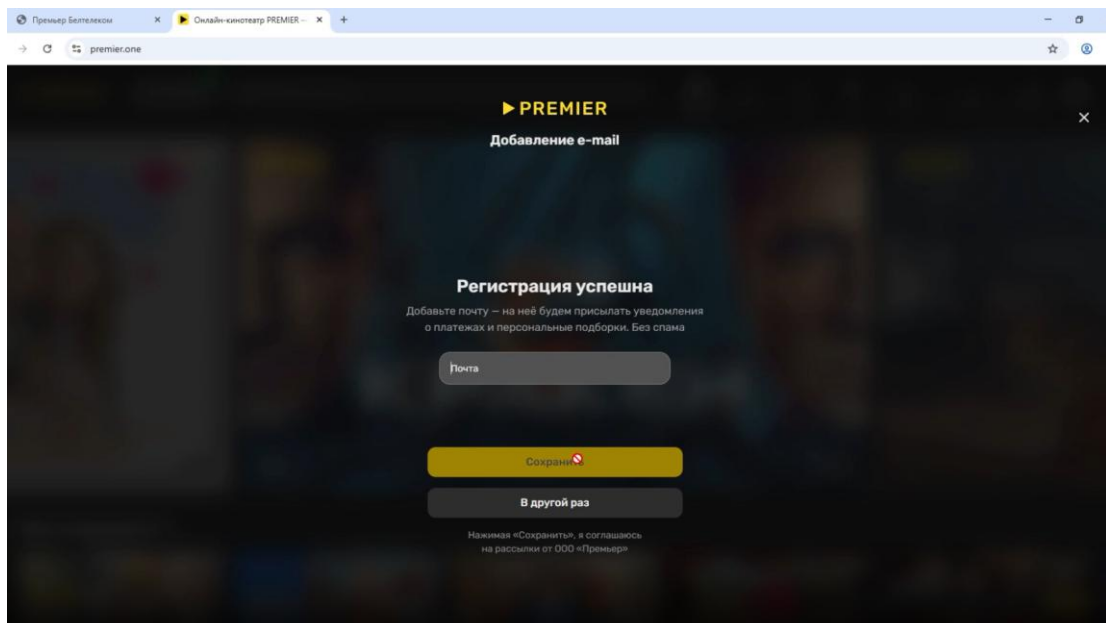 Премьер Белтелеком
Онлайн-кинотеатр PREMIER –
premier.one
PREMIER
Добавление e-mail
Регистрация успешна
Добавьте почту — на неё будем присылать уведомления
о платежах и персональные подборки. Без спама
Почта
Сохранить
В другой раз
Нажимая «Сохранить», я соглашаюсь
на рассылки от ООО «Премьер»